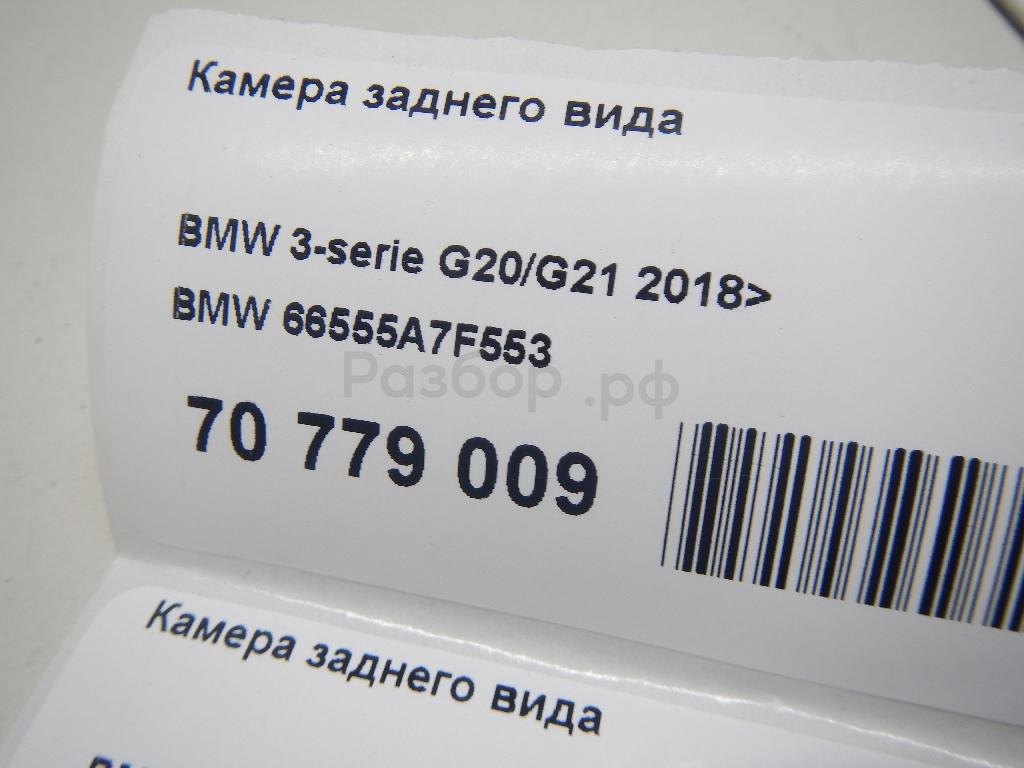 Камера заднего вида
BMW 3-serie G20/G21 2018>
BMW 66555A7F553
Разбор.рф
70 779 009
Камера заднего вида